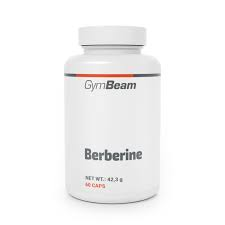 GymBeam
Berberine
NET WT.: 42,3 g
60 CAPS